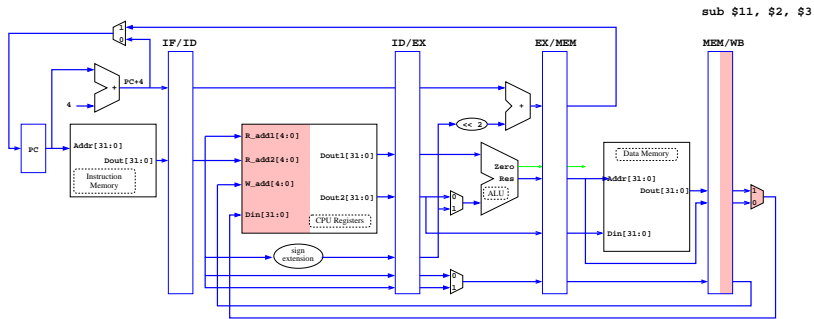 sub $11, $2, $3
IF/ID
ID/EX
EX/MEM
MEM/WB
1
0
PC+4
+
4
+
<< 2
PC
Addr[31:0]
Dout[31:0]
Instruction
Memory
R_add1[4:0]
R_add2[4:0]
W_add[4:0]
Din[31:0]
Dout1[31:0]
Dout2[31:0]
CPU Registers
0
1
Zero
Res
ALU
Data Memory
Addr[31:0]
Dout[31:0]
Din[31:0]
1
0
sign
extension
0
1